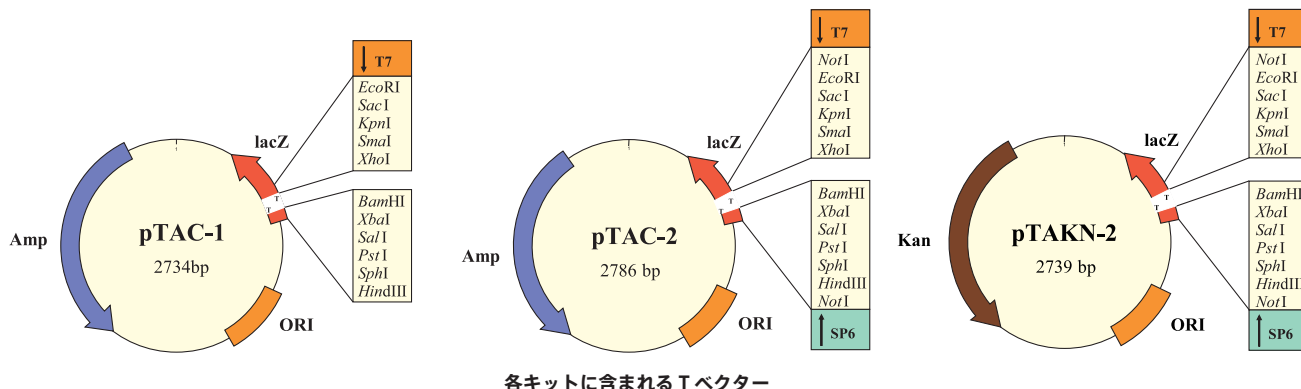 T7
EcoRI
SacI
KpnI
SmaI
XhoI
lacZ
T
T
BamHI
XbaI
SalI
PstI
SphI
HindIII
Amp
pTAC-1
2734bp
ORI
T7
NotI
EcoRI
SacI
KpnI
SmaI
XhoI
lacZ
T
T
BamHI
XbaI
SalI
PstI
SphI
HindIII
NotI
SP6
Amp
pTAC-2
2786 bp
ORI
T7
NotI
EcoRI
SacI
KpnI
SmaI
XhoI
lacZ
T
T
BamHI
XbaI
SalI
PstI
SphI
HindIII
NotI
SP6
Kan
pTAKN-2
2739 bp
ORI
各キットに含まれる T ベクター